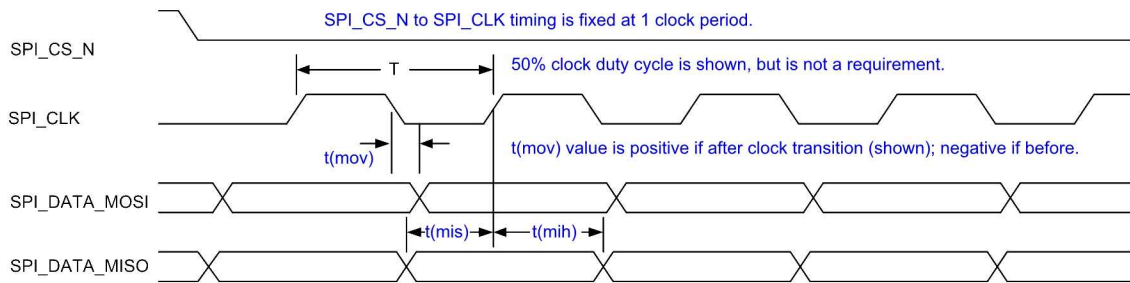 SPI_CS_N to SPI_CLK timing is fixed at 1 clock period.
SPI_CS_N
T
50% clock duty cycle is shown, but is not a requirement.
SPI_CLK
t(mov)
t(mov) value is positive if after clock transition (shown); negative if before.
SPI_DATA_MOSI
t(mis)
t(mih)
SPI_DATA_MISO